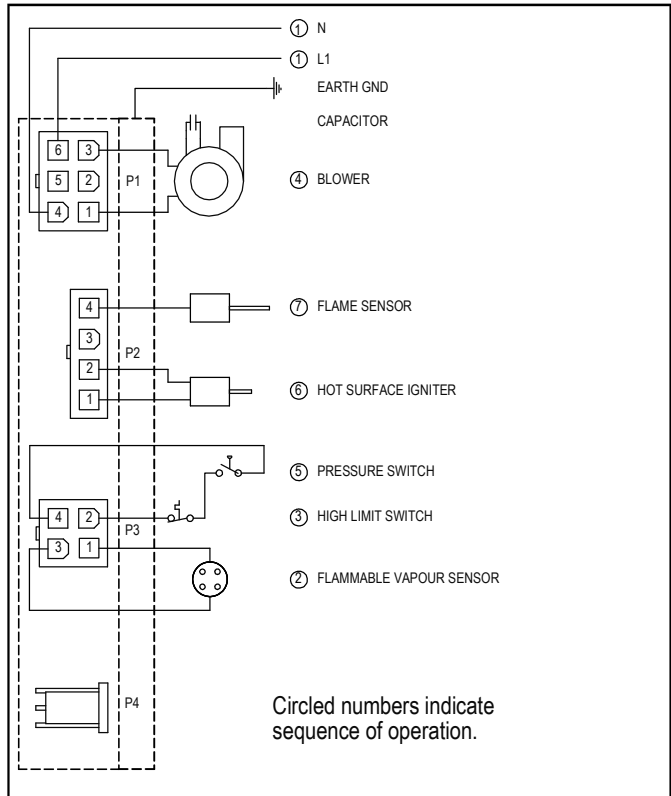 ① N
① L1
EARTH GND
CAPACITOR
6 3
5 2 P1
④ BLOWER
4 1
4
⑦ FLAME SENSOR
3
P2
2
1
⑥ HOT SURFACE IGNITER
⑤ PRESSURE SWITCH
4 2
③ HIGH LIMIT SWITCH
P3
3 1
② FLAMMABLE VAPOUR SENSOR
P4
Circled numbers indicate
sequence of operation.